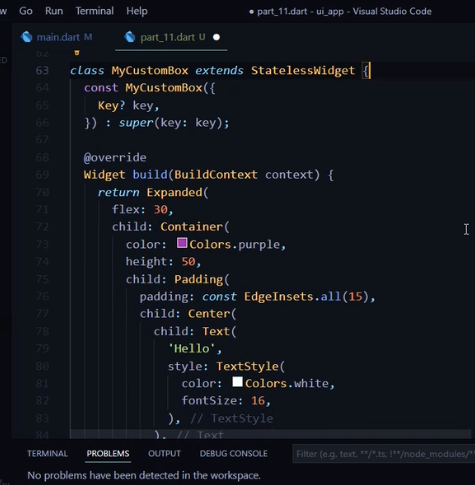 w Go Run Terminal Help ● part_11.dart - ui_app - Visual Studio Code
main.dart M part_11.dart U ●
62
63 class MyCustomBox extends StatelessWidget {
64 const MyCustomBox({
65 Key? key,
66 }) : super(key: key);
67
68 @override
69 Widget build(BuildContext context) {
70 return Expanded(
71 flex: 30,
72 child: Container(
73 color: Colors.purple,
74 height: 50,
75 child: Padding(
76 padding: const EdgeInsets.all(15),
77 child: Center(
78 child: Text(
79 'Hello',
80 style: TextStyle(
81 color: Colors.white,
82 fontSize: 16,
83 ), // TextStyle
84 ), // Text
TERMINAL PROBLEMS OUTPUT DEBUG CONSOLE Filter (e.g. text, **/*.ts, !**/node_modules/*
No problems have been detected in the workspace.